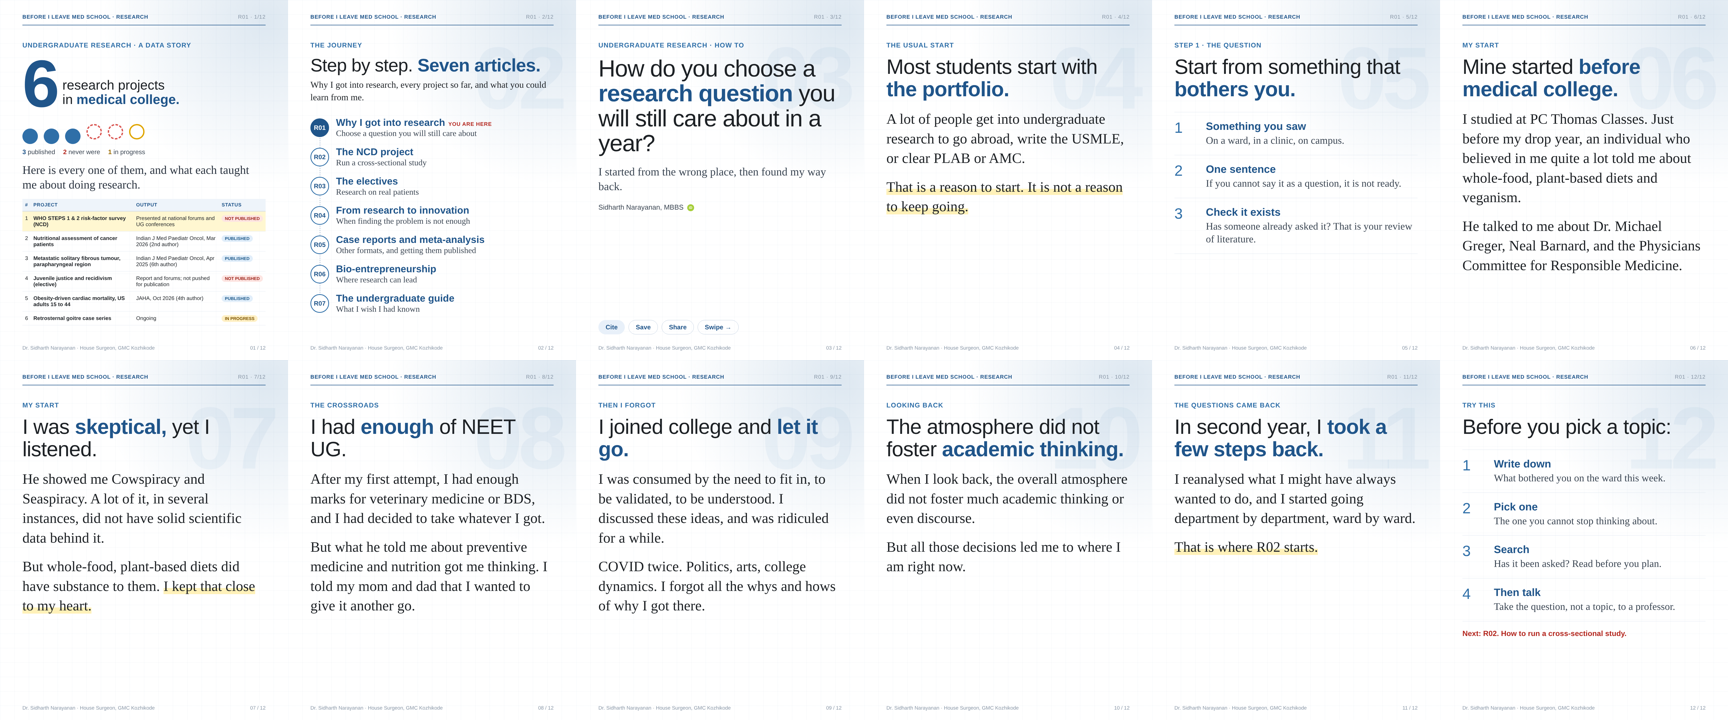 BEFORE I LEAVE MED SCHOOL · RESEARCH
R01 · 1/12
UNDERGRADUATE RESEARCH · A DATA STORY
6
research projects
in medical college.
3 published 2 never were 1 in progress
Here is every one of them, and what each taught
me about doing research.
# PROJECT OUTPUT STATUS
1 WHO STEPS 1 & 2 risk-factor survey (NCD) Presented at national forums and UG conferences NOT PUBLISHED
2 Nutritional assessment of cancer patients Indian J Med Paediatr Oncol, Mar 2026 (2nd author) PUBLISHED
3 Metastatic solitary fibrous tumour, parapharyngeal region Indian J Med Paediatr Oncol, Apr 2025 (6th author) PUBLISHED
4 Juvenile justice and recidivism (elective) Report and forums; not pushed for publication NOT PUBLISHED
5 Obesity-driven cardiac mortality, US adults 15 to 44 JAHA, Oct 2026 (4th author) PUBLISHED
6 Retrosternal goitre case series Ongoing IN PROGRESS
Dr. Sidharth Narayanan · House Surgeon, GMC Kozhikode
01 / 12
BEFORE I LEAVE MED SCHOOL · RESEARCH
R01 · 2/12
02
THE JOURNEY
Step by step. Seven articles.
Why I got into research, every project so far, and what you could
learn from me.
R01 Why I got into research YOU ARE HERE
Choose a question you will still care about
R02 The NCD project
Run a cross-sectional study
R03 The electives
Research on real patients
R04 From research to innovation
When finding the problem is not enough
R05 Case reports and meta-analysis
Other formats, and getting them published
R06 Bio-entrepreneurship
Where research can lead
R07 The undergraduate guide
What I wish I had known
Dr. Sidharth Narayanan · House Surgeon, GMC Kozhikode
02 / 12
BEFORE I LEAVE MED SCHOOL · RESEARCH
R01 · 3/12
03
UNDERGRADUATE RESEARCH · HOW TO
How do you choose a
research question you
will still care about in a
year?
I started from the wrong place, then found my way
back.
Sidharth Narayanan, MBBS iD
Cite Save Share Swipe →
Dr. Sidharth Narayanan · House Surgeon, GMC Kozhikode
03 / 12
BEFORE I LEAVE MED SCHOOL · RESEARCH
R01 · 4/12
04
THE USUAL START
Most students start with
the portfolio.
A lot of people get into undergraduate
research to go abroad, write the USMLE,
or clear PLAB or AMC.
That is a reason to start. It is not a reason
to keep going.
Dr. Sidharth Narayanan · House Surgeon, GMC Kozhikode
04 / 12
BEFORE I LEAVE MED SCHOOL · RESEARCH
R01 · 5/12
05
STEP 1 · THE QUESTION
Start from something that
bothers you.
1 Something you saw
On a ward, in a clinic, on campus.
2 One sentence
If you cannot say it as a question, it is not ready.
3 Check it exists
Has someone already asked it? That is your review
of literature.
Dr. Sidharth Narayanan · House Surgeon, GMC Kozhikode
05 / 12
BEFORE I LEAVE MED SCHOOL · RESEARCH
R01 · 6/12
06
MY START
Mine started before
medical college.
I studied at PC Thomas Classes. Just
before my drop year, an individual who
believed in me quite a lot told me about
whole-food, plant-based diets and
veganism.
He talked to me about Dr. Michael
Greger, Neal Barnard, and the Physicians
Committee for Responsible Medicine.
Dr. Sidharth Narayanan · House Surgeon, GMC Kozhikode
06 / 12
BEFORE I LEAVE MED SCHOOL · RESEARCH
R01 · 7/12
07
MY START
I was skeptical, yet I
listened.
He showed me Cowspiracy and
Seaspiracy. A lot of it, in several
instances, did not have solid scientific
data behind it.
But whole-food, plant-based diets did
have substance to them. I kept that close
to my heart.
Dr. Sidharth Narayanan · House Surgeon, GMC Kozhikode
07 / 12
BEFORE I LEAVE MED SCHOOL · RESEARCH
R01 · 8/12
08
THE CROSSROADS
I had enough of NEET
UG.
After my first attempt, I had enough
marks for veterinary medicine or BDS,
and I had decided to take whatever I got.
But what he told me about preventive
medicine and nutrition got me thinking. I
told my mom and dad that I wanted to
give it another go.
Dr. Sidharth Narayanan · House Surgeon, GMC Kozhikode
08 / 12
BEFORE I LEAVE MED SCHOOL · RESEARCH
R01 · 9/12
09
THEN I FORGOT
I joined college and let it
go.
I was consumed by the need to fit in, to
be validated, to be understood. I
discussed these ideas, and was ridiculed
for a while.
COVID twice. Politics, arts, college
dynamics. I forgot all the whys and hows
of why I got there.
Dr. Sidharth Narayanan · House Surgeon, GMC Kozhikode
09 / 12
BEFORE I LEAVE MED SCHOOL · RESEARCH
R01 · 10/12
10
LOOKING BACK
The atmosphere did not
foster academic thinking.
When I look back, the overall atmosphere
did not foster much academic thinking or
even discourse.
But all those decisions led me to where I
am right now.
Dr. Sidharth Narayanan · House Surgeon, GMC Kozhikode
10 / 12
BEFORE I LEAVE MED SCHOOL · RESEARCH
R01 · 11/12
11
THE QUESTIONS CAME BACK
In second year, I took a
few steps back.
I reanalysed what I might have always
wanted to do, and I started going
department by department, ward by ward.
That is where R02 starts.
Dr. Sidharth Narayanan · House Surgeon, GMC Kozhikode
11 / 12
BEFORE I LEAVE MED SCHOOL · RESEARCH
R01 · 12/12
12
TRY THIS
Before you pick a topic:
1 Write down
What bothered you on the ward this week.
2 Pick one
The one you cannot stop thinking about.
3 Search
Has it been asked? Read before you plan.
4 Then talk
Take the question, not a topic, to a professor.
Next: R02. How to run a cross-sectional study.
Dr. Sidharth Narayanan · House Surgeon, GMC Kozhikode
12 / 12